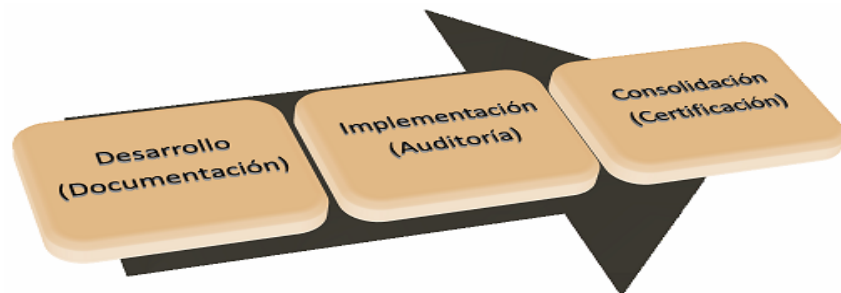 Desarrollo
(Documentación)
Implementación
(Auditoría)
Consolidación
(Certificación)